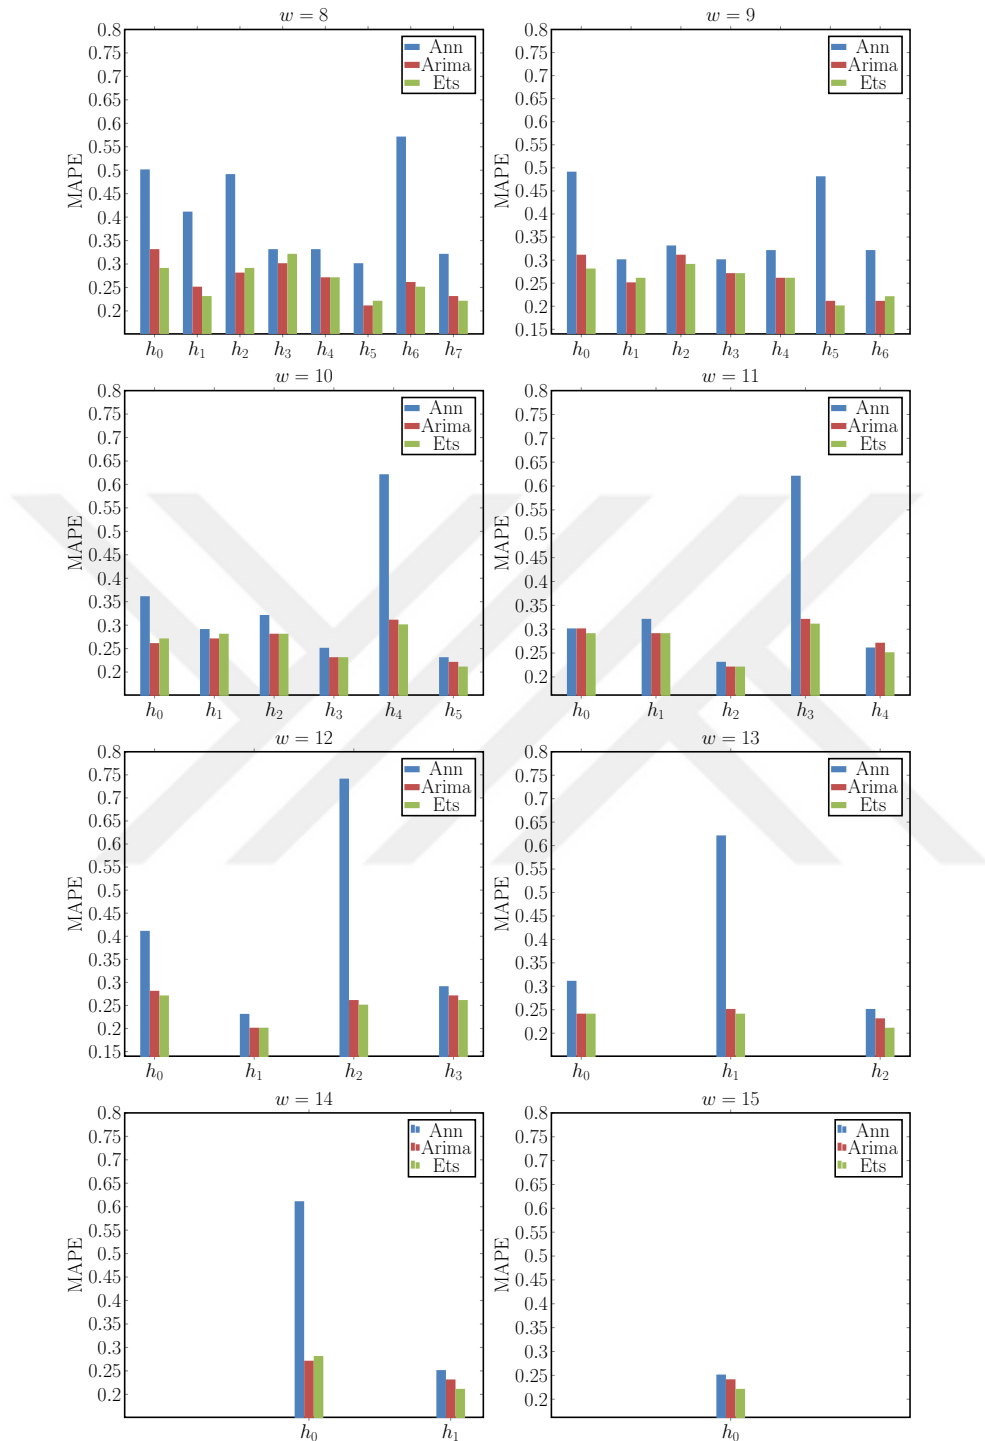 w = 8
MAPE
0.8
0.75
0.7
0.65
0.6
0.55
0.5
0.45
0.4
0.35
0.3
0.25
0.2
Ann
Arima
Ets
h₀ h₁ h₂ h₃ h₄ h₅ h₆ h₇
w = 9
MAPE
0.8
0.75
0.7
0.65
0.6
0.55
0.5
0.45
0.4
0.35
0.3
0.25
0.2
0.15
Ann
Arima
Ets
h₀ h₁ h₂ h₃ h₄ h₅ h₆
w = 10
MAPE
0.8
0.75
0.7
0.65
0.6
0.55
0.5
0.45
0.4
0.35
0.3
0.25
0.2
Ann
Arima
Ets
h₀ h₁ h₂ h₃ h₄ h₅
w = 11
MAPE
0.8
0.75
0.7
0.65
0.6
0.55
0.5
0.45
0.4
0.35
0.3
0.25
0.2
Ann
Arima
Ets
h₀ h₁ h₂ h₃ h₄
w = 12
MAPE
0.8
0.75
0.7
0.65
0.6
0.55
0.5
0.45
0.4
0.35
0.3
0.25
0.2
0.15
Ann
Arima
Ets
h₀ h₁ h₂ h₃
w = 13
MAPE
0.8
0.75
0.7
0.65
0.6
0.55
0.5
0.45
0.4
0.35
0.3
0.25
0.2
Ann
Arima
Ets
h₀ h₁ h₂
w = 14
MAPE
0.8
0.75
0.7
0.65
0.6
0.55
0.5
0.45
0.4
0.35
0.3
0.25
0.2
Ann
Arima
Ets
h₀ h₁
w = 15
MAPE
0.8
0.75
0.7
0.65
0.6
0.55
0.5
0.45
0.4
0.35
0.3
0.25
0.2
Ann
Arima
Ets
h₀